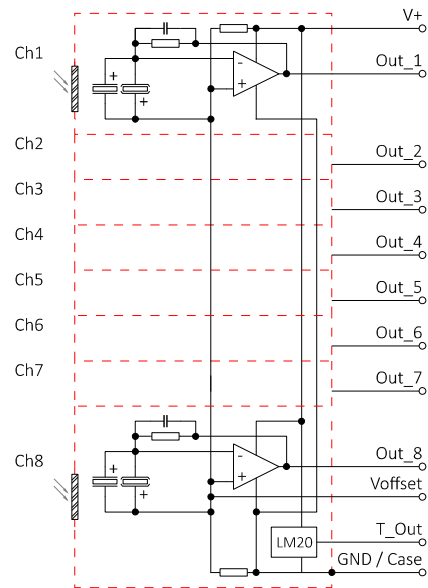 V+
Ch1
Out_1
+
-
+
+
Ch2
Out_2
Ch3
Out_3
Ch4
Out_4
Ch5
Out_5
Ch6
Out_6
Ch7
Out_7
Ch8
Out_8
+
-
+
+
Voffset
LM20
T_Out
GND / Case